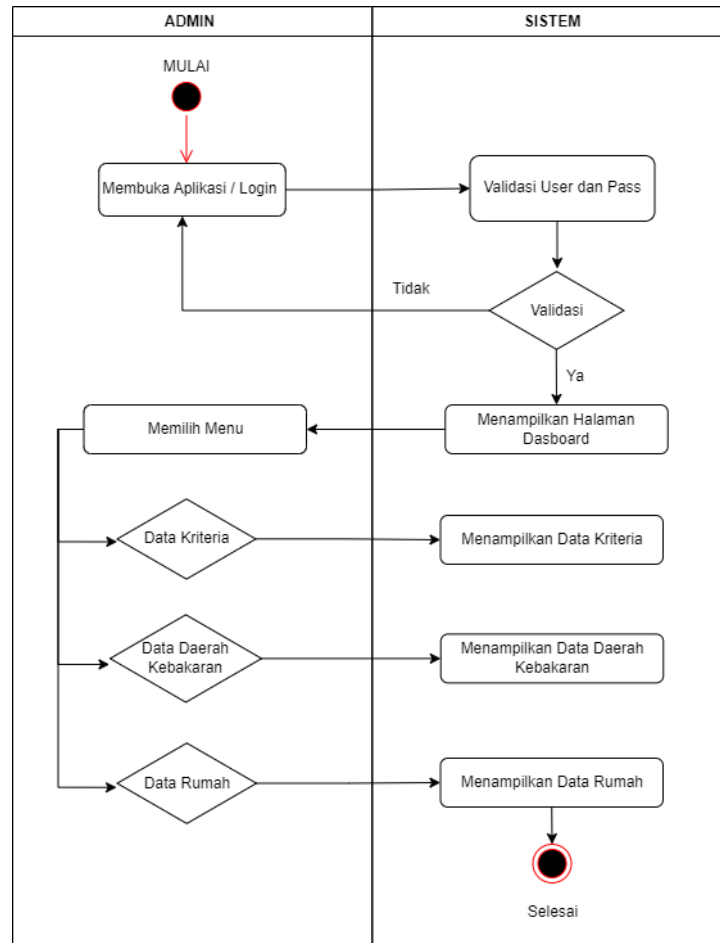 ADMIN
SISTEM
MULAI
Membuka Aplikasi / Login
Validasi User dan Pass
Tidak
Validasi
Ya
Memilih Menu
Menampilkan Halaman
Dasboard
Data Kriteria
Menampilkan Data Kriteria
Data Daerah
Kebakaran
Menampilkan Data Daerah
Kebakaran
Data Rumah
Menampilkan Data Rumah
Selesai